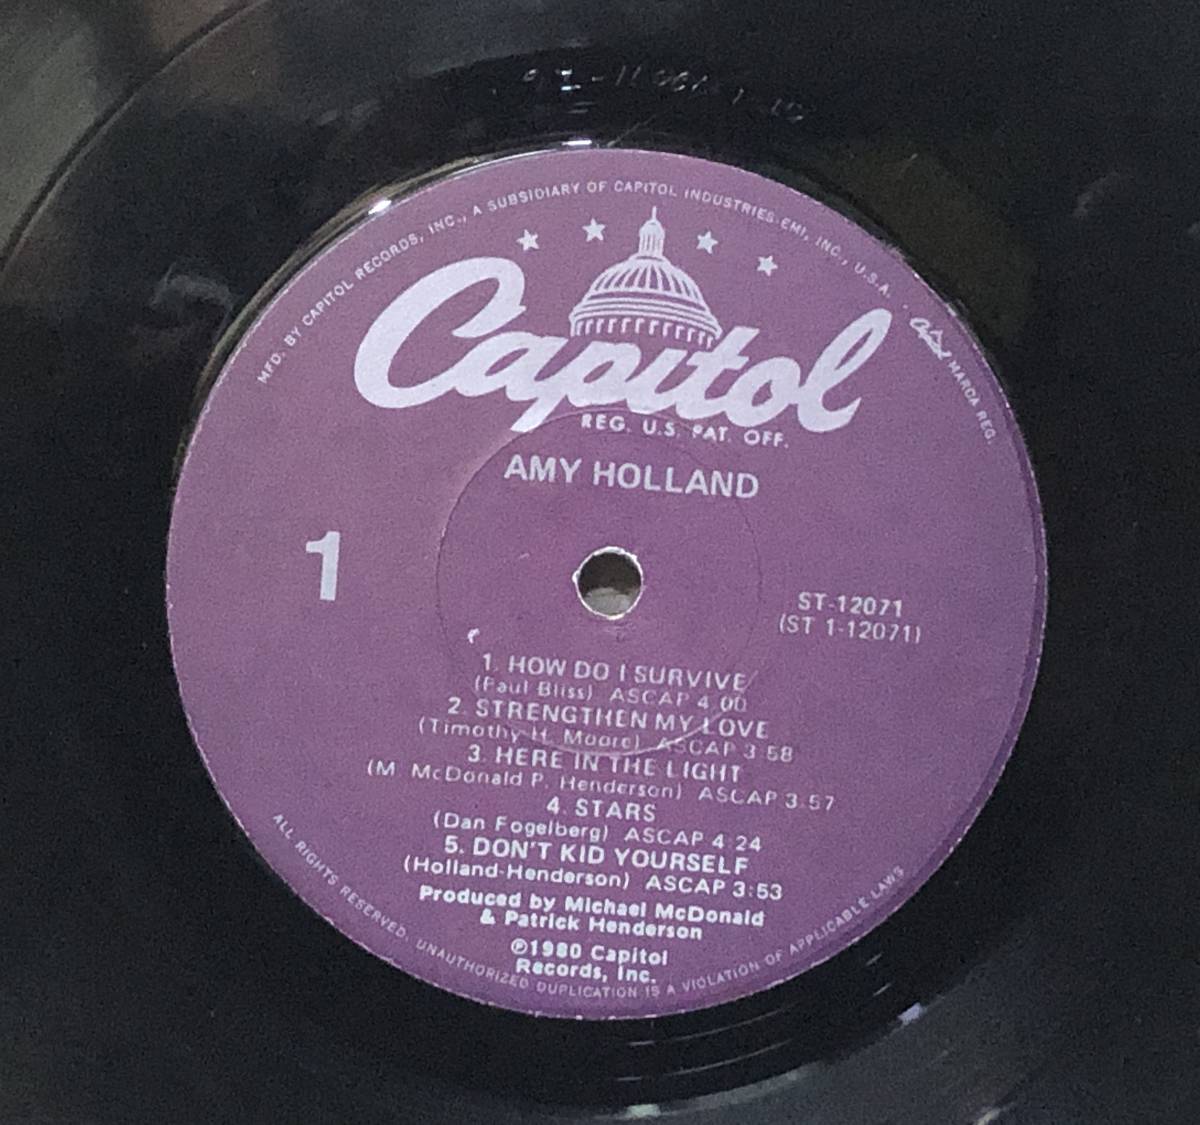 MFD. BY CAPITOL RECORDS, INC., A SUBSIDIARY OF CAPITOL INDUSTRIES-EMI, INC., U.S.A. · Capitol MARCA REG.
Capitol
REG. U.S. PAT. OFF.
AMY HOLLAND
1
ST-12071
(ST 1-12071)
1. HOW DO I SURVIVE
(Paul Bliss) ASCAP 4:00
2. STRENGTHEN MY LOVE
(Timothy H. Moore) ASCAP 3:58
3. HERE IN THE LIGHT
(M. McDonald P. Henderson) ASCAP 3:57
4. STARS
(Dan Fogelberg) ASCAP 4:24
5. DON'T KID YOURSELF
(Holland-Henderson) ASCAP 3:53
Produced by Michael McDonald
& Patrick Henderson
℗1980 Capitol
Records, Inc.
ALL RIGHTS RESERVED. UNAUTHORIZED DUPLICATION IS A VIOLATION OF APPLICABLE LAWS